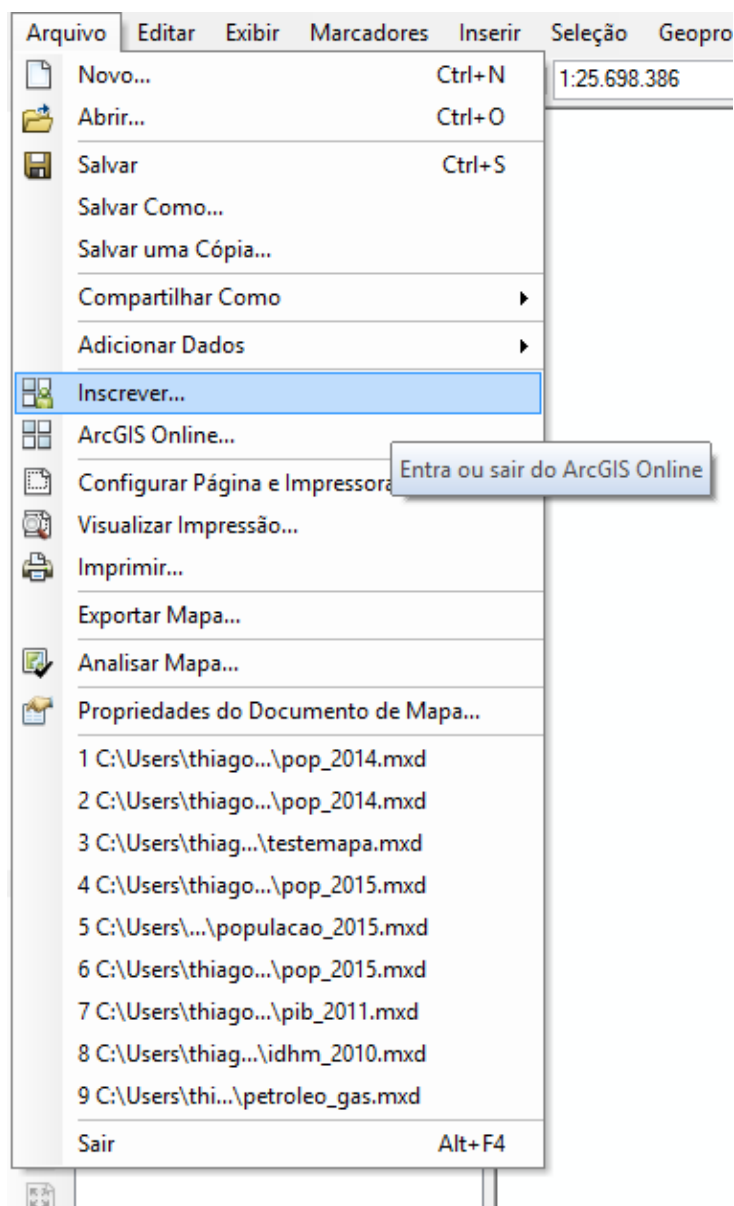 Arquivo Editar Exibir Marcadores Inserir Seleção Geopro
1:25.698.386
Novo... Ctrl+N
Abrir... Ctrl+O
Salvar Ctrl+S
Salvar Como...
Salvar uma Cópia...
Compartilhar Como
Adicionar Dados
Inscrever...
ArcGIS Online...
Entra ou sair do ArcGIS Online
Configurar Página e Impressora
Visualizar Impressão...
Imprimir...
Exportar Mapa...
Analisar Mapa...
Propriedades do Documento de Mapa...
1 C:\Users\thiago...\pop_2014.mxd
2 C:\Users\thiago...\pop_2014.mxd
3 C:\Users\thiag...\testemapa.mxd
4 C:\Users\thiago...\pop_2015.mxd
5 C:\Users\...\populacao_2015.mxd
6 C:\Users\thiago...\pop_2015.mxd
7 C:\Users\thiago...\pib_2011.mxd
8 C:\Users\thiag...\idhm_2010.mxd
9 C:\Users\thi...\petroleo_gas.mxd
Sair Alt+F4